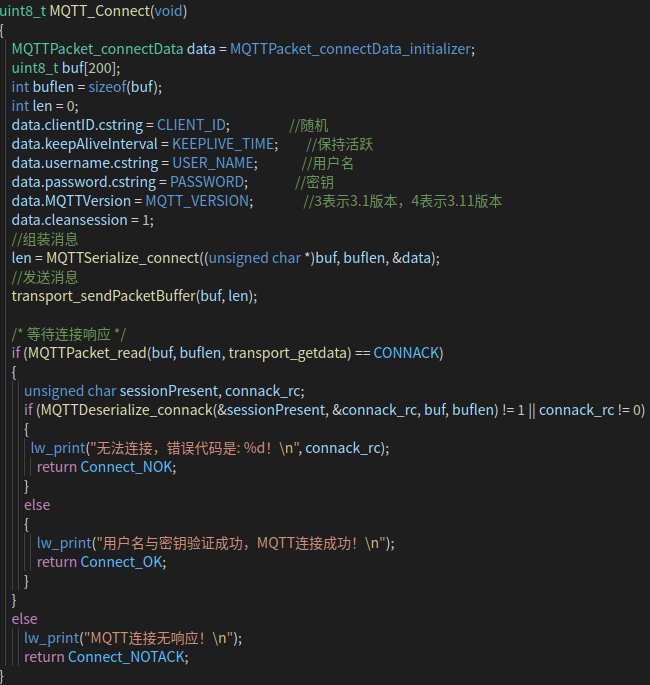 uint8_t MQTT_Connect(void)
{
MQTTPacket_connectData data = MQTTPacket_connectData_initializer;
uint8_t buf[200];
int buflen = sizeof(buf);
int len = 0;
data.clientID.cstring = CLIENT_ID; //随机
data.keepAliveInterval = KEEPLIVE_TIME; //保持活跃
data.username.cstring = USER_NAME; //用户名
data.password.cstring = PASSWORD; //密钥
data.MQTTVersion = MQTT_VERSION; //3表示3.1版本，4表示3.11版本
data.cleansession = 1;
//组装消息
len = MQTTSerialize_connect((unsigned char *)buf, buflen, &data);
//发送消息
transport_sendPacketBuffer(buf, len);
/* 等待连接响应 */
if (MQTTPacket_read(buf, buflen, transport_getdata) == CONNACK)
{
unsigned char sessionPresent, connack_rc;
if (MQTTDeserialize_connack(&sessionPresent, &connack_rc, buf, buflen) != 1 || connack_rc != 0)
{
lw_print("无法连接，错误代码是: %d！\n", connack_rc);
return Connect_NOK;
}
else
{
lw_print("用户名与密钥验证成功，MQTT连接成功！\n");
return Connect_OK;
}
}
else
lw_print("MQTT连接无响应！\n");
return Connect_NOTACK;
}